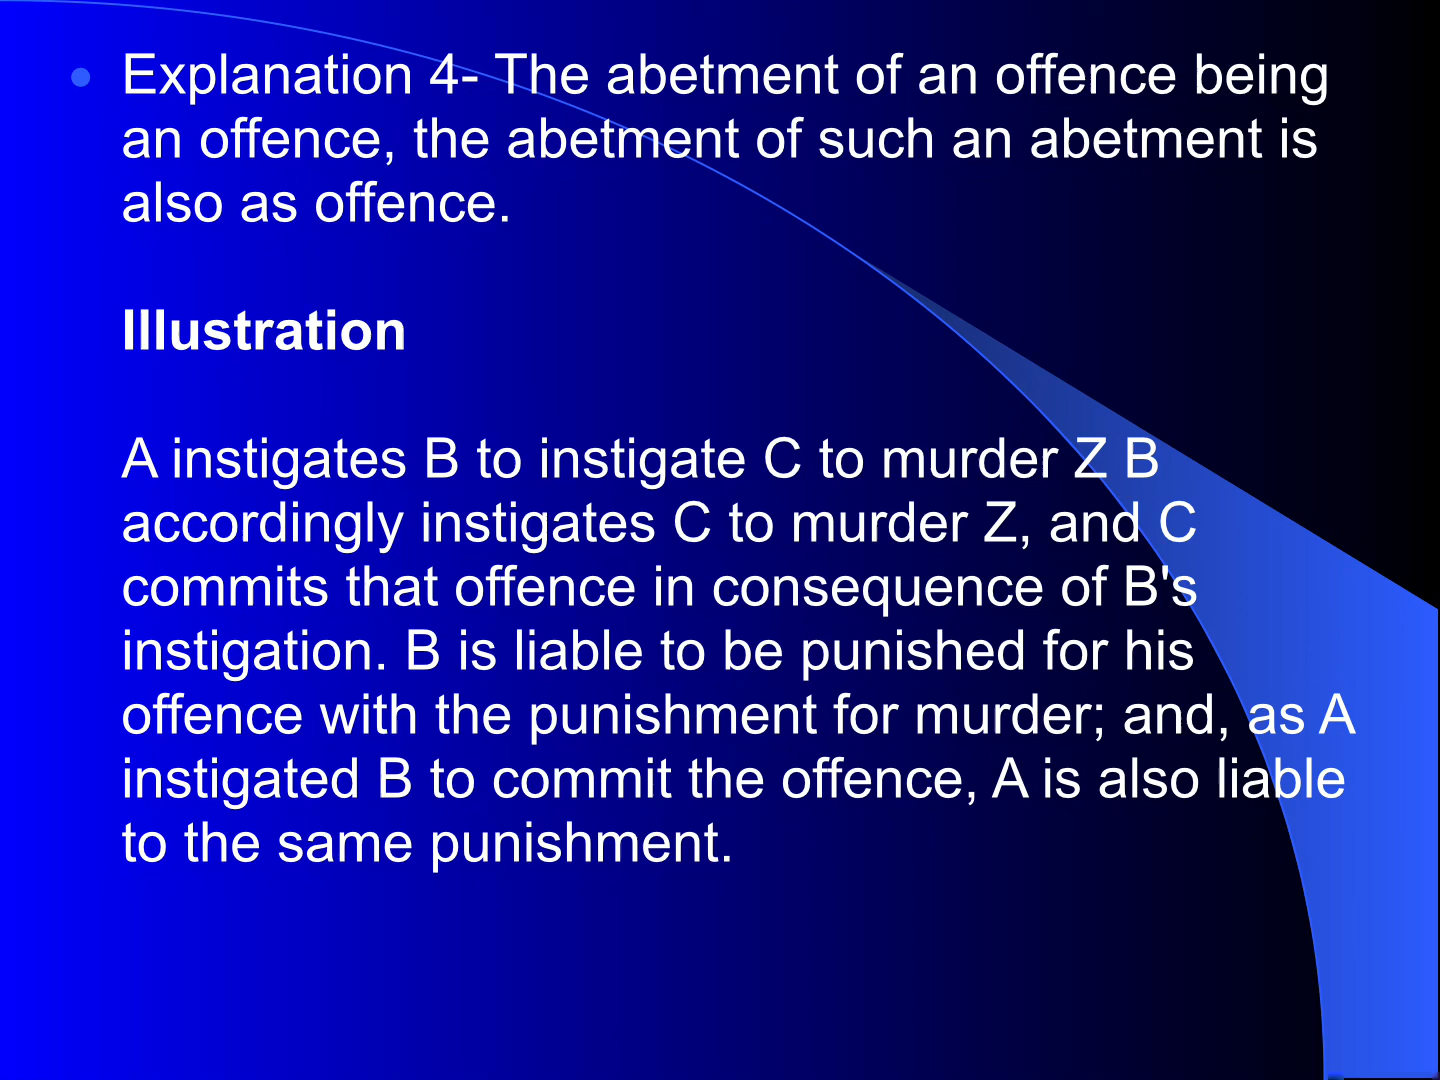 Explanation 4- The abetment of an offence being
an offence, the abetment of such an abetment is
also as offence.
Illustration
A instigates B to instigate C to murder Z B
accordingly instigates C to murder Z, and C
commits that offence in consequence of B's
instigation. B is liable to be punished for his
offence with the punishment for murder; and, as A
instigated B to commit the offence, A is also liable
to the same punishment.